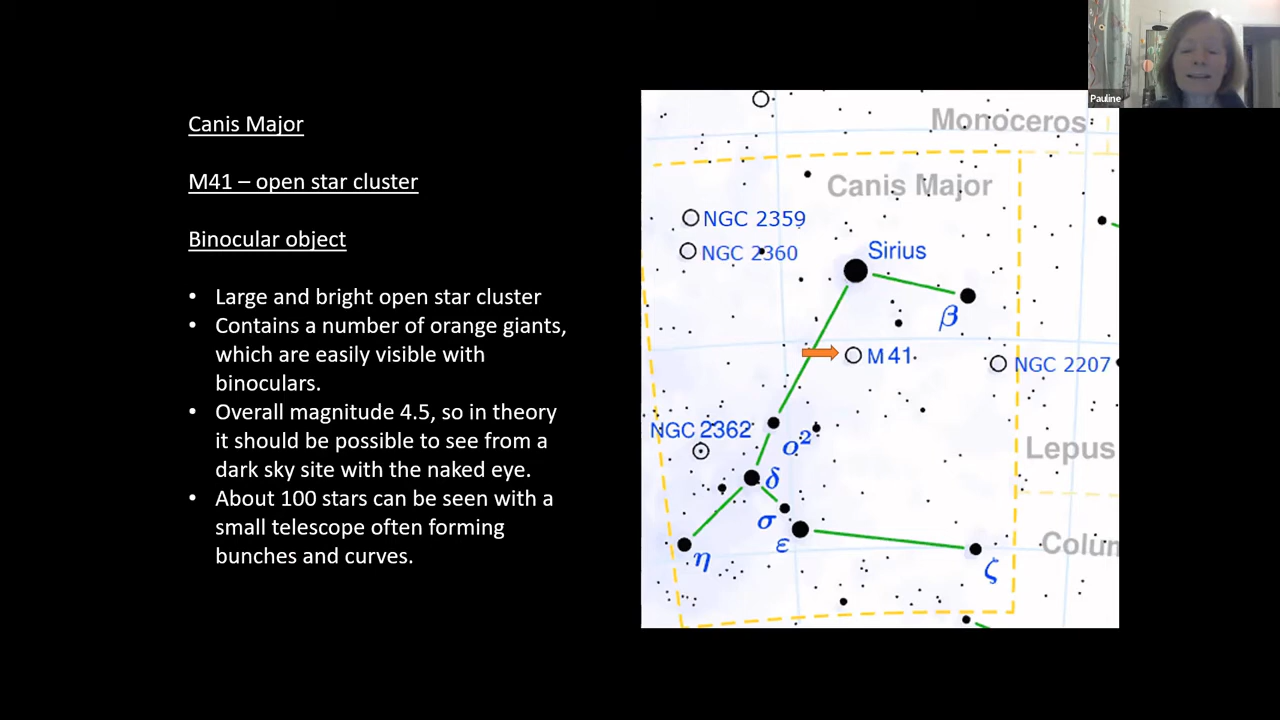 Pauline
Canis Major
M41 – open star cluster
Binocular object
• Large and bright open star cluster
• Contains a number of orange giants,
which are easily visible with
binoculars.
• Overall magnitude 4.5, so in theory
it should be possible to see from a
dark sky site with the naked eye.
• About 100 stars can be seen with a
small telescope often forming
bunches and curves.
Monoceros
Canis Major
NGC 2359
NGC 2360
Sirius
β
M 41
NGC 2207
NGC 2362
ο²
Lepus
δ
σ
ε
η
Colum
ζ